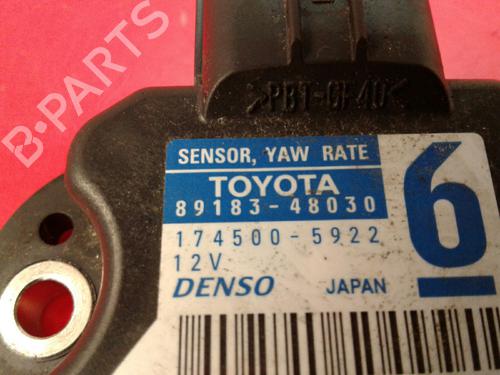 B-PARTS
>PBT-GF40<
SENSOR, YAW RATE
TOYOTA
89183-48030
174500-5922
12V
DENSO JAPAN
6